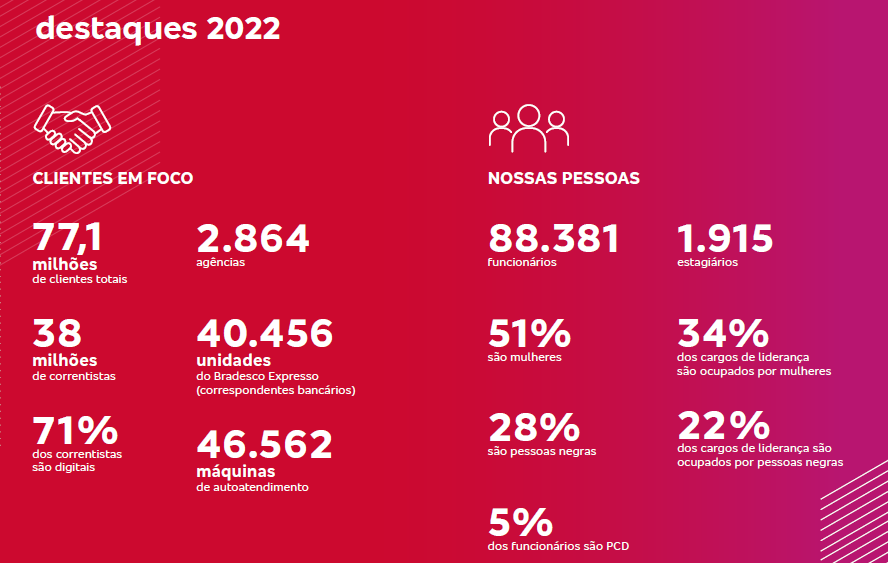 destaques 2022
CLIENTES EM FOCO
77,1
milhões
de clientes totais
38
milhões
de correntistas
71%
dos correntistas
são digitais
2.864
agências
40.456
unidades
do Bradesco Expresso
(correspondentes bancários)
46.562
máquinas
de autoatendimento
NOSSAS PESSOAS
88.381
funcionários
51%
são mulheres
28%
são pessoas negras
5%
dos funcionários são PCD
1.915
estagiários
34%
dos cargos de liderança
são ocupados por mulheres
22%
dos cargos de liderança são
ocupados por pessoas negras